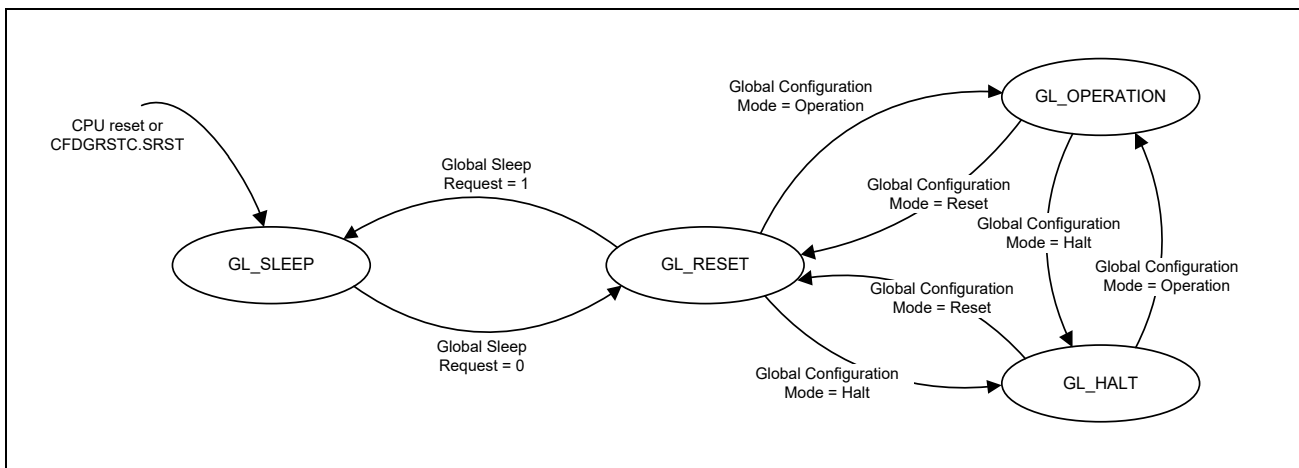 Global Configuration
Mode = Operation
GL_OPERATION
CPU reset or
CFDGRSTC.SRST
Global Sleep
Request = 1
Global Configuration
Mode = Reset
Global Configuration
Mode = Halt
GL_SLEEP
GL_RESET
Global Configuration
Mode = Operation
Global Configuration
Mode = Reset
Global Sleep
Request = 0
Global Configuration
Mode = Halt
GL_HALT